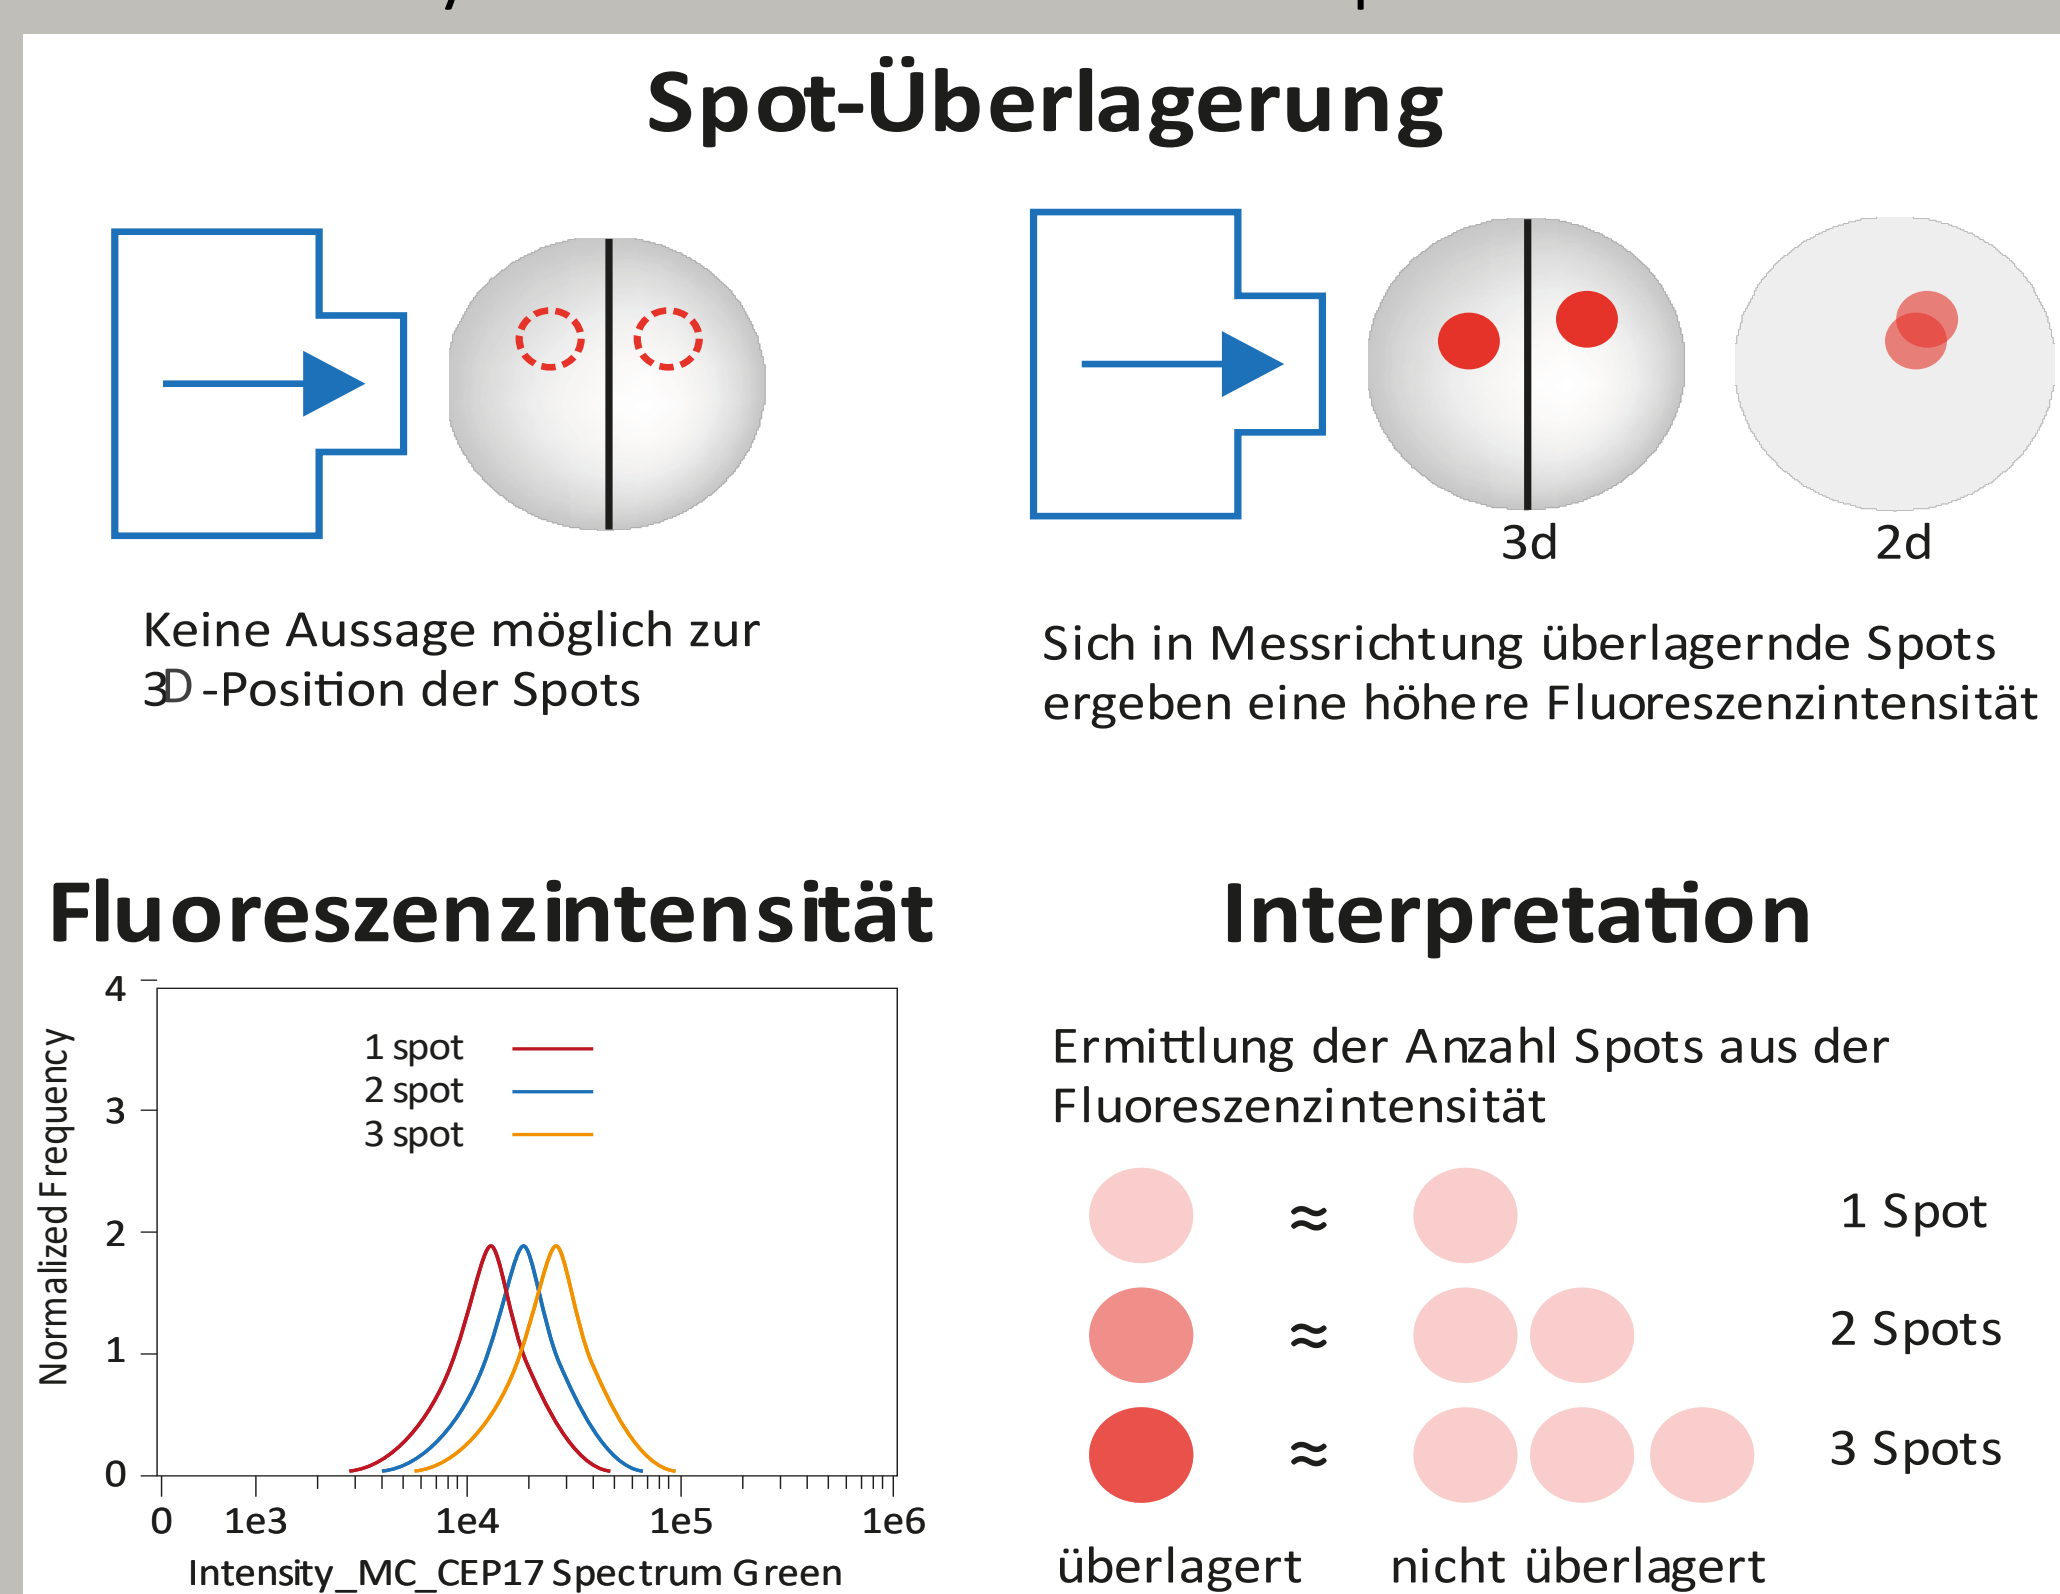 Spot-Überlagerung
3d
2d
Keine Aussage möglich zur
3D-Position der Spots
Sich in Messrichtung überlagernde Spots
ergeben eine höhere Fluoreszenzintensität
Fluoreszenzintensität
4
3
2
1
0
Normalized Frequency
1 spot
2 spot
3 spot
0 1e3 1e4 1e5 1e6
Intensity_MC_CEP17 Spectrum Green
Interpretation
Ermittlung der Anzahl Spots aus der
Fluoreszenzintensität
≈ 1 Spot
≈ 2 Spots
≈ 3 Spots
überlagert nicht überlagert